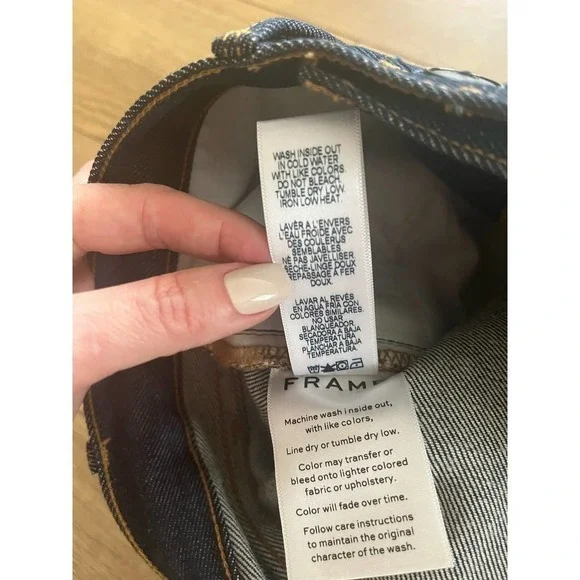 WASH INSIDE OUT
IN COLD WATER
WITH LIKE COLORS.
DO NOT BLEACH.
TUMBLE DRY LOW.
IRON LOW HEAT.
LAVÉR A L'ENVERS
L'EAU FROIDE AVEC
DES COULERUS
SEMBLABLES
NE PAS JAVELLISER.
SECHE-LINGE DOUX
REPASSAGE A FER
DOUX.
LAVAR AL REVÉS
EN AGUA FRIA CON
COLORES SIMILARES.
NO USAR
BLANQUEADOR.
SECADORA A BAJA
TEMPERATURA
PLANCHAR A BAJA
TEMPERATURA.
FRAME
Machine wash inside out,
with like colors,
Line dry or tumble dry low.
Color may transfer or
bleed onto lighter colored
fabric or upholstery.
Color will fade over time.
Follow care instructions
to maintain the original
character of the wash.